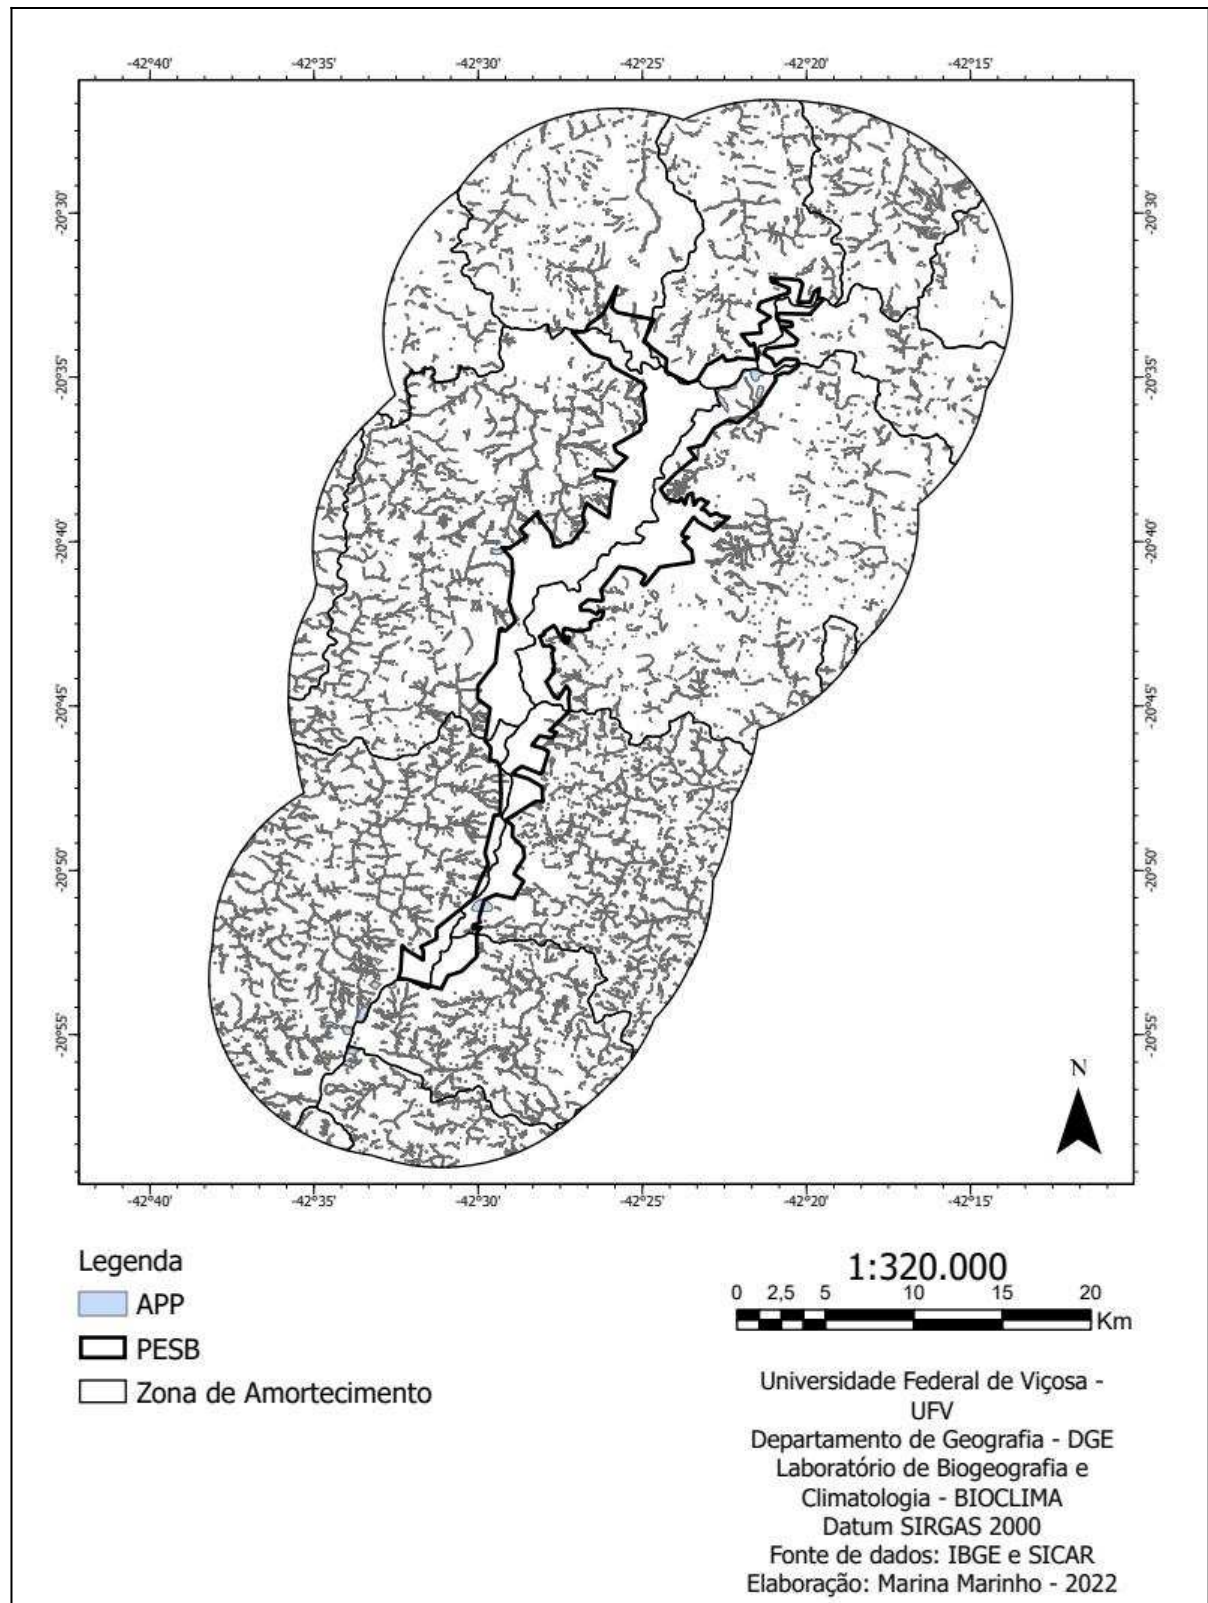 -42°40' -42°35' -42°30' -42°25' -42°20' -42°15'
-20°30' -20°30'
-20°35' -20°35'
-20°40' -20°40'
-20°45' -20°45'
-20°50' -20°50'
-20°55' -20°55'
N
-42°40' -42°35' -42°30' -42°25' -42°20' -42°15'
Legenda
APP
PESB
Zona de Amortecimento
1:320.000
0 2,5 5 10 15 20
Km
Universidade Federal de Viçosa -
UFV
Departamento de Geografia - DGE
Laboratório de Biogeografia e
Climatologia - BIOCLIMA
Datum SIRGAS 2000
Fonte de dados: IBGE e SICAR
Elaboração: Marina Marinho - 2022